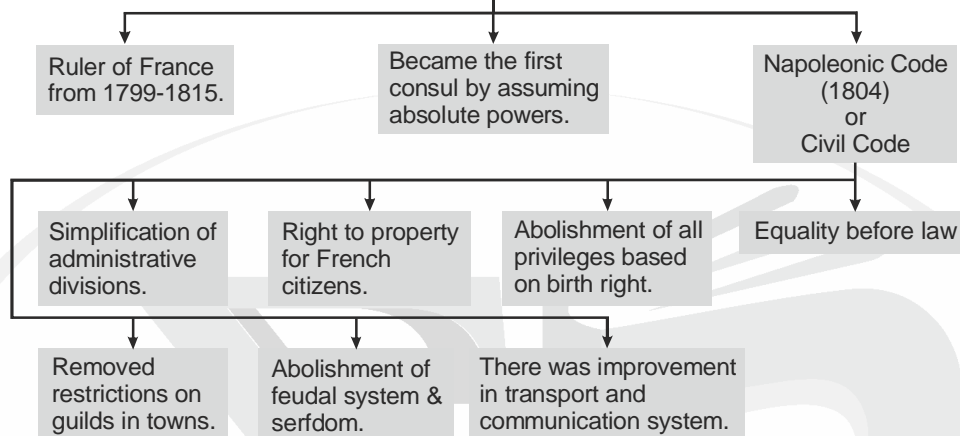 Ruler of France
from 1799-1815.
Became the first
consul by assuming
absolute powers.
Napoleonic Code
(1804)
or
Civil Code
Simplification of
administrative
divisions.
Right to property
for French
citizens.
Abolishment of all
privileges based
on birth right.
Equality before law
Removed
restrictions on
guilds in towns.
Abolishment of
feudal system &
serfdom.
There was improvement
in transport and
communication system.